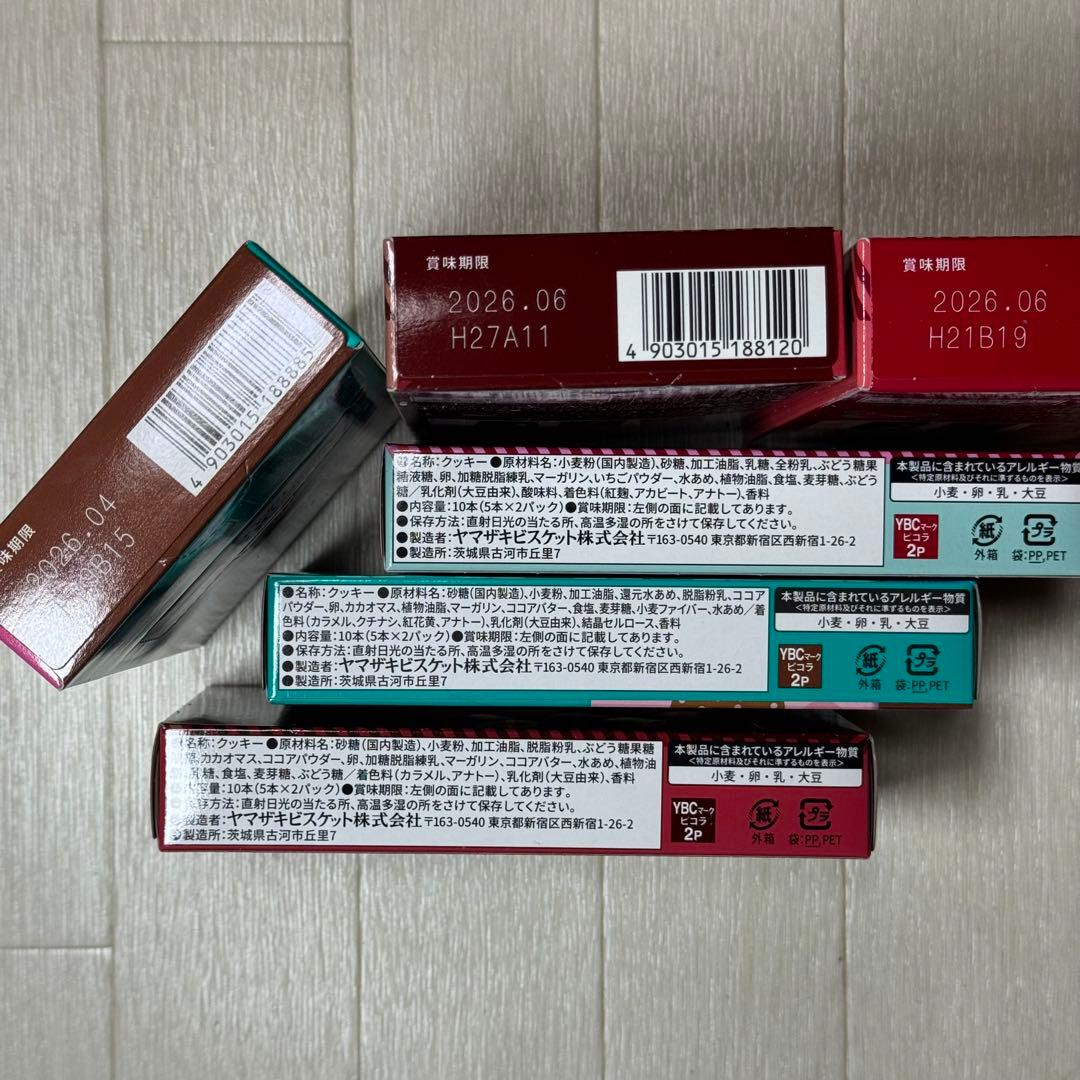 賞味期限
2026.06
H27A11
4 903015 188120
賞味期限
2026.06
H21B19
4 903015 188885
味期限
2026.04
B15
名称:クッキー●原材料名:小麦粉(国内製造)、砂糖、加工油脂、乳糖、全粉乳、ぶどう糖果
糖液糖、卵、加糖脱脂練乳、マーガリン、いちごパウダー、水あめ、植物油脂、食塩、麦芽糖、ぶどう
糖/乳化剤(大豆由来)、酸味料、着色料(紅麹、アカビート、アナトー)、香料
●内容量:10本(5本×2パック)●賞味期限:左側の面に記載してあります。
●保存方法:直射日光の当たる所、高温多湿の所をさけて保存してください。
●製造者:ヤマザキビスケット株式会社 〒163-0540 東京都新宿区西新宿1-26-2
●製造所:茨城県古河市丘里7
本製品に含まれているアレルギー物質
<特定原材料及びそれに準ずるものを表示>
小麦・卵・乳・大豆
YBCマーク
ピコラ
2P
紙
外箱
プラ
袋:PP,PET
●名称:クッキー●原材料名:砂糖(国内製造)、小麦粉、加工油脂、還元水あめ、脱脂粉乳、ココア
パウダー、卵、カカオマス、植物油脂、マーガリン、ココアバター、食塩、麦芽糖、小麦ファイバー、水あめ/着
色料(カラメル、クチナシ、紅花黄、アナトー)、乳化剤(大豆由来)、結晶セルロース、香料
●内容量:10本(5本×2パック)●賞味期限:左側の面に記載してあります。
●保存方法:直射日光の当たる所、高温多湿の所をさけて保存してください。
●製造者:ヤマザキビスケット株式会社 〒163-0540 東京都新宿区西新宿1-26-2
●製造所:茨城県古河市丘里7
本製品に含まれているアレルギー物質
<特定原材料及びそれに準ずるものを表示>
小麦・卵・乳・大豆
YBCマーク
ピコラ
2P
紙
外箱
プラ
袋:PP,PET
名称:クッキー●原材料名:砂糖(国内製造)、小麦粉、加工油脂、脱脂粉乳、ぶどう糖果糖
カカオマス、ココアパウダー、卵、加糖脱脂練乳、マーガリン、ココアバター、水あめ、植物油
糖、食塩、麦芽糖、ぶどう糖/着色料(カラメル、アナトー)、乳化剤(大豆由来)、香料
内容量:10本(5本×2パック)●賞味期限:左側の面に記載してあります。
保存方法:直射日光の当たる所、高温多湿の所をさけて保存してください。
製造者:ヤマザキビスケット株式会社 〒163-0540 東京都新宿区西新宿1-26-2
●製造所:茨城県古河市丘里7
本製品に含まれているアレルギー物質
<特定原材料及びそれに準ずるものを表示>
小麦・卵・乳・大豆
YBCマーク
ピコラ
2P
紙
外箱
プラ
袋:PP,PET